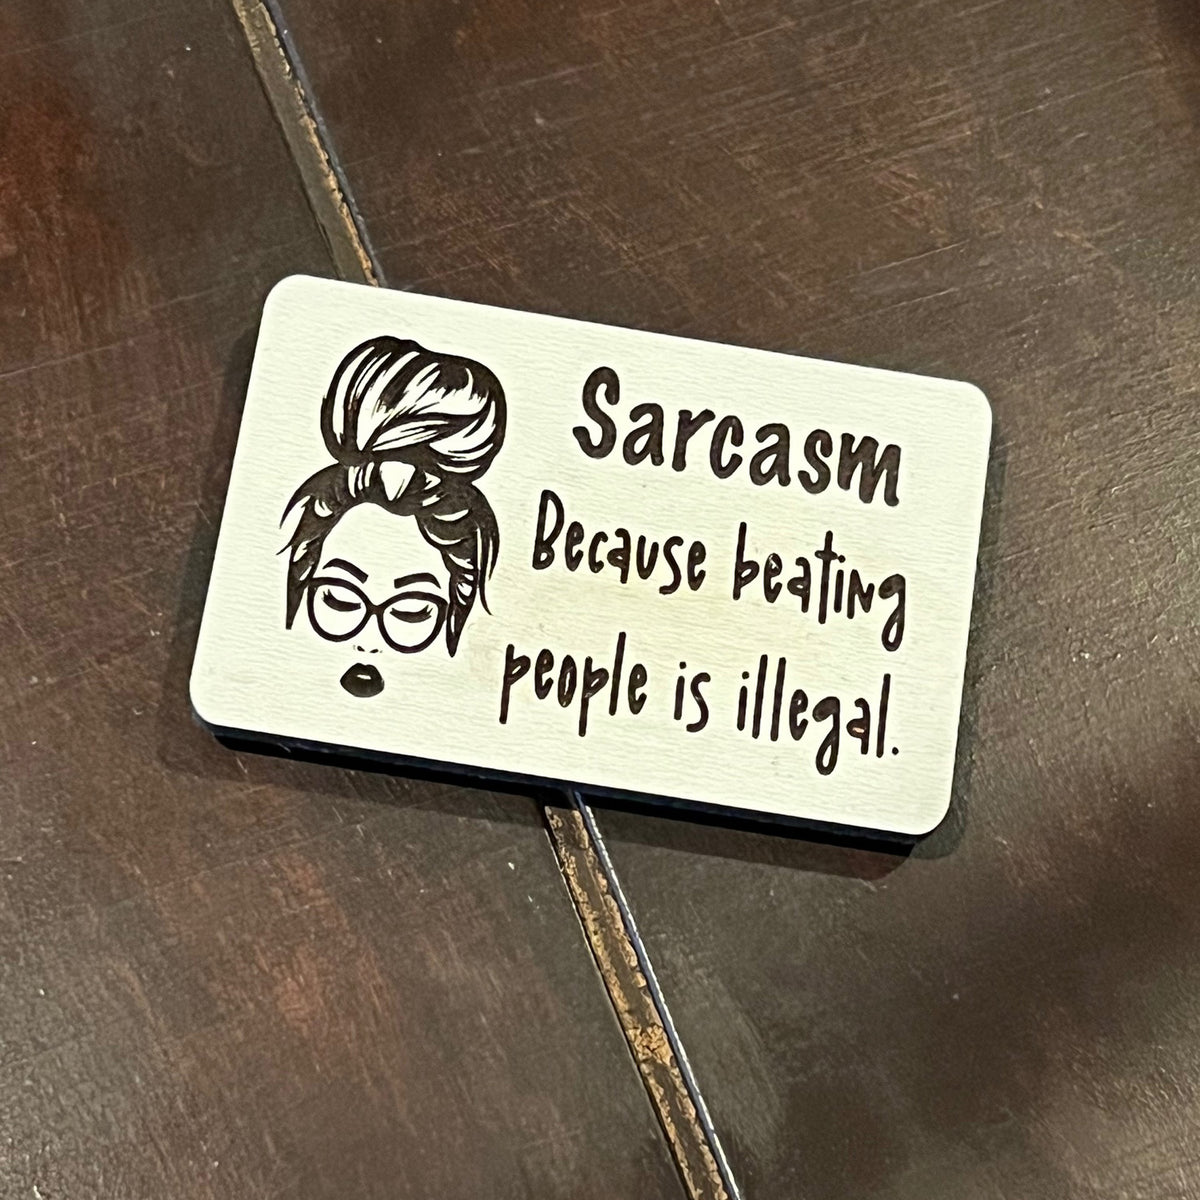 Sarcasm
Because beating
people is illegal.